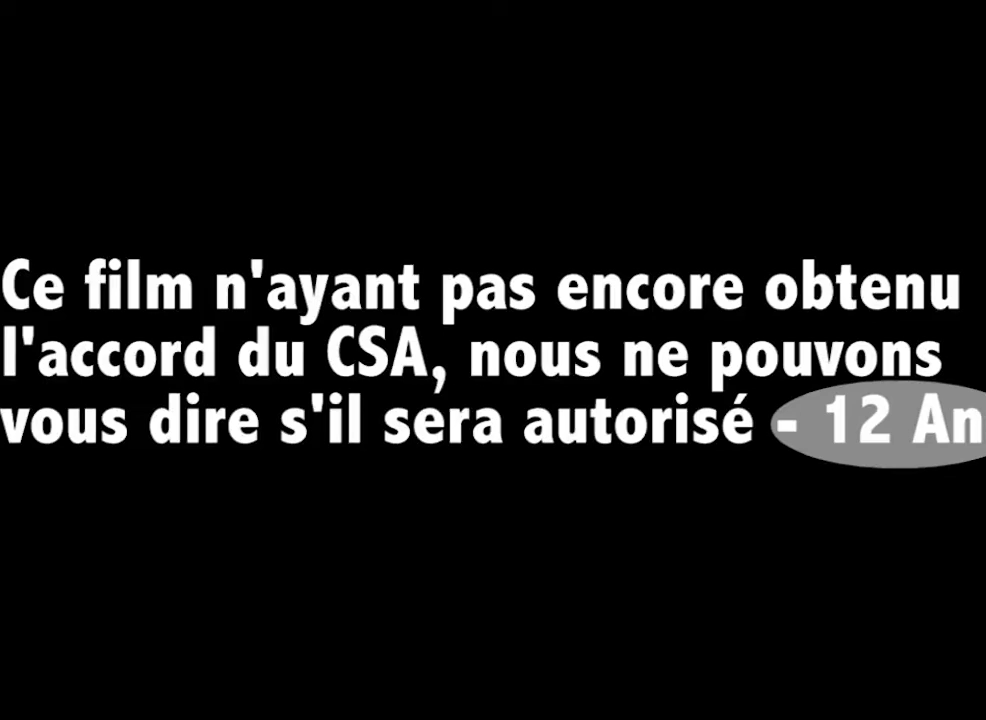 Ce film n'ayant pas encore obtenu
l'accord du CSA, nous ne pouvons
vous dire s'il sera autorisé - 12 An